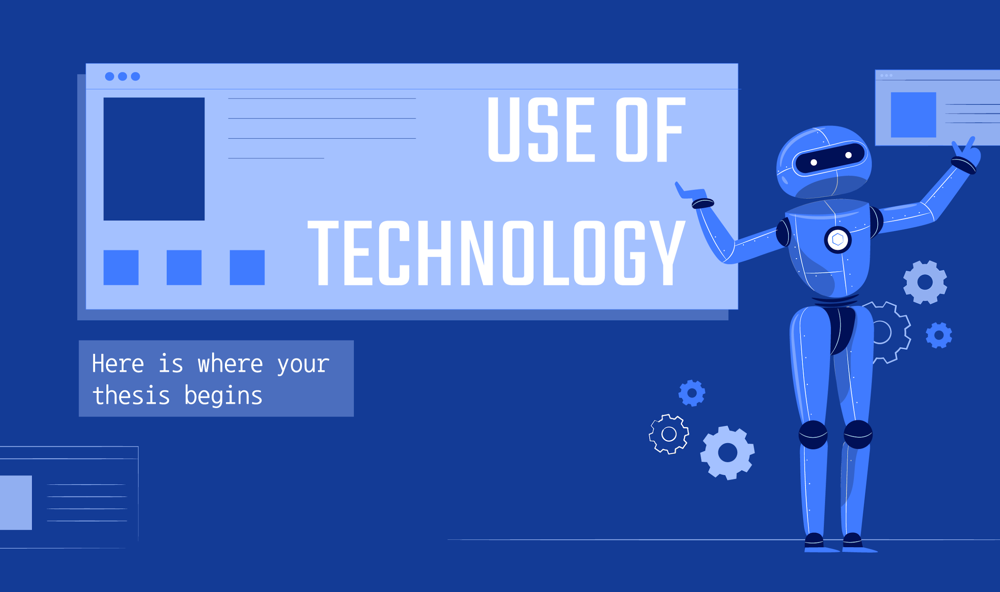 USE OF
TECHNOLOGY
Here is where your
thesis begins